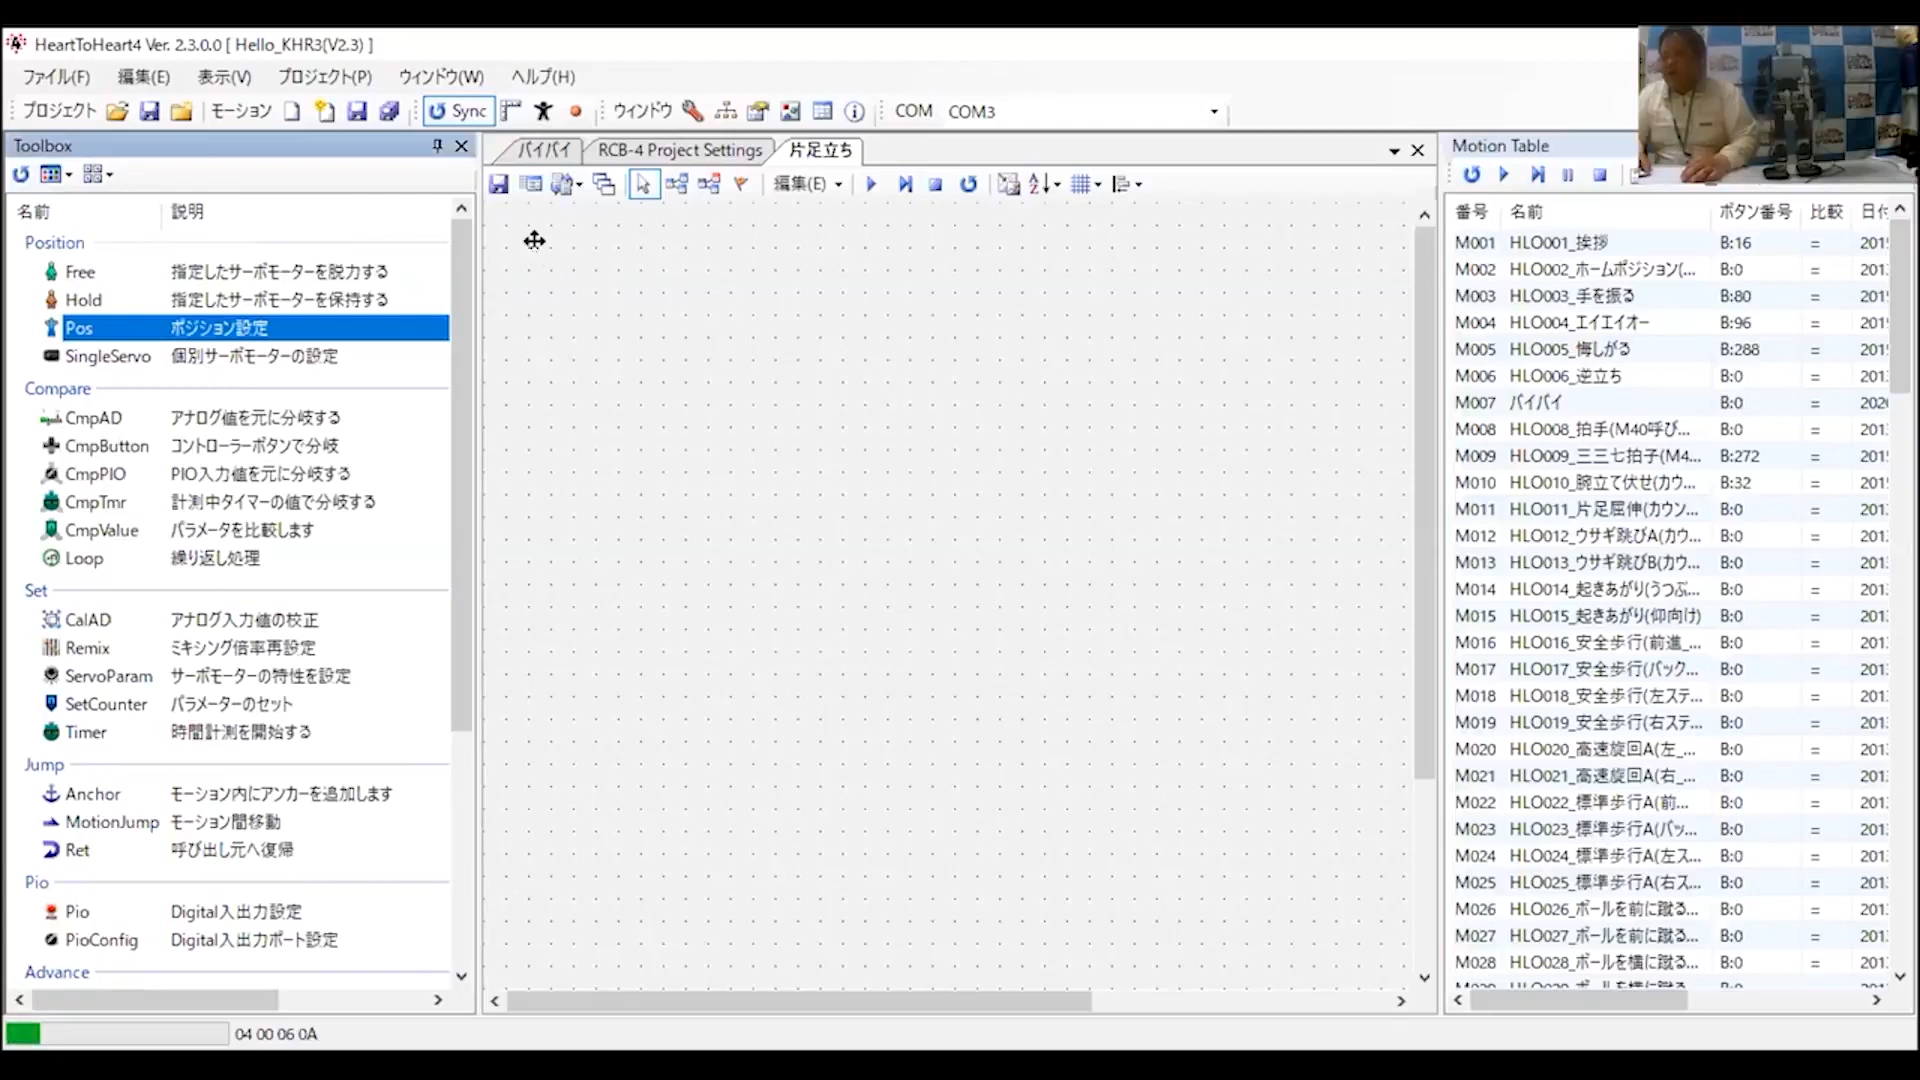 HeartToHeart4 Ver. 2.3.0.0 [ Hello_KHR3(V2.3) ]
ファイル(F) 編集(E) 表示(V) プロジェクト(P) ウィンドウ(W) ヘルプ(H)
プロジェクト モーション Sync ウィンドウ COM COM3
Toolbox
名前 説明
Position
Free 指定したサーボモーターを脱力する
Hold 指定したサーボモーターを保持する
Pos ポジション設定
SingleServo 個別サーボモーターの設定
Compare
CmpAD アナログ値を元に分岐する
CmpButton コントローラーボタンで分岐
CmpPIO PIO入力値を元に分岐する
CmpTmr 計測中タイマーの値で分岐する
CmpValue パラメータを比較します
Loop 繰り返し処理
Set
CalAD アナログ入力値の校正
Remix ミキシング倍率再設定
ServoParam サーボモーターの特性を設定
SetCounter パラメーターのセット
Timer 時間計測を開始する
Jump
Anchor モーション内にアンカーを追加します
MotionJump モーション間移動
Ret 呼び出し元へ復帰
Pio
Pio Digital入出力設定
PioConfig Digital入出力ポート設定
Advance
04 00 06 0A
バイバイ RCB-4 Project Settings 片足立ち
編集(E)
Motion Table
番号 名前 ボタン番号 比較 日付
M001 HLO001_挨拶 B:16 = 201
M002 HLO002_ホームポジション(... B:0 = 201
M003 HLO003_手を振る B:80 = 201
M004 HLO004_エイエイオー B:96 = 201
M005 HLO005_悔しがる B:288 = 201
M006 HLO006_逆立ち B:0 = 201
M007 バイバイ B:0 = 202
M008 HLO008_拍手(M40呼び... B:0 = 201
M009 HLO009_三三七拍子(M4... B:272 = 201
M010 HLO010_腕立て伏せ(カウ... B:32 = 201
M011 HLO011_片足屈伸(カウン... B:0 = 201
M012 HLO012_ウサギ跳びA(カウ... B:0 = 201
M013 HLO013_ウサギ跳びB(カウ... B:0 = 201
M014 HLO014_起きあがり(うつぶ... B:0 = 201
M015 HLO015_起きあがり(仰向け) B:0 = 201
M016 HLO016_安全歩行(前進_... B:0 = 201
M017 HLO017_安全歩行(バック... B:0 = 201
M018 HLO018_安全歩行(左ステ... B:0 = 201
M019 HLO019_安全歩行(右ステ... B:0 = 201
M020 HLO020_高速旋回A(左_... B:0 = 201
M021 HLO021_高速旋回A(右_... B:0 = 201
M022 HLO022_標準歩行A(前... B:0 = 201
M023 HLO023_標準歩行A(バッ... B:0 = 201
M024 HLO024_標準歩行A(左ス... B:0 = 201
M025 HLO025_標準歩行A(右ス... B:0 = 201
M026 HLO026_ボールを前に蹴る... B:0 = 201
M027 HLO027_ボールを前に蹴る... B:0 = 201
M028 HLO028_ボールを横に蹴る... B:0 = 201